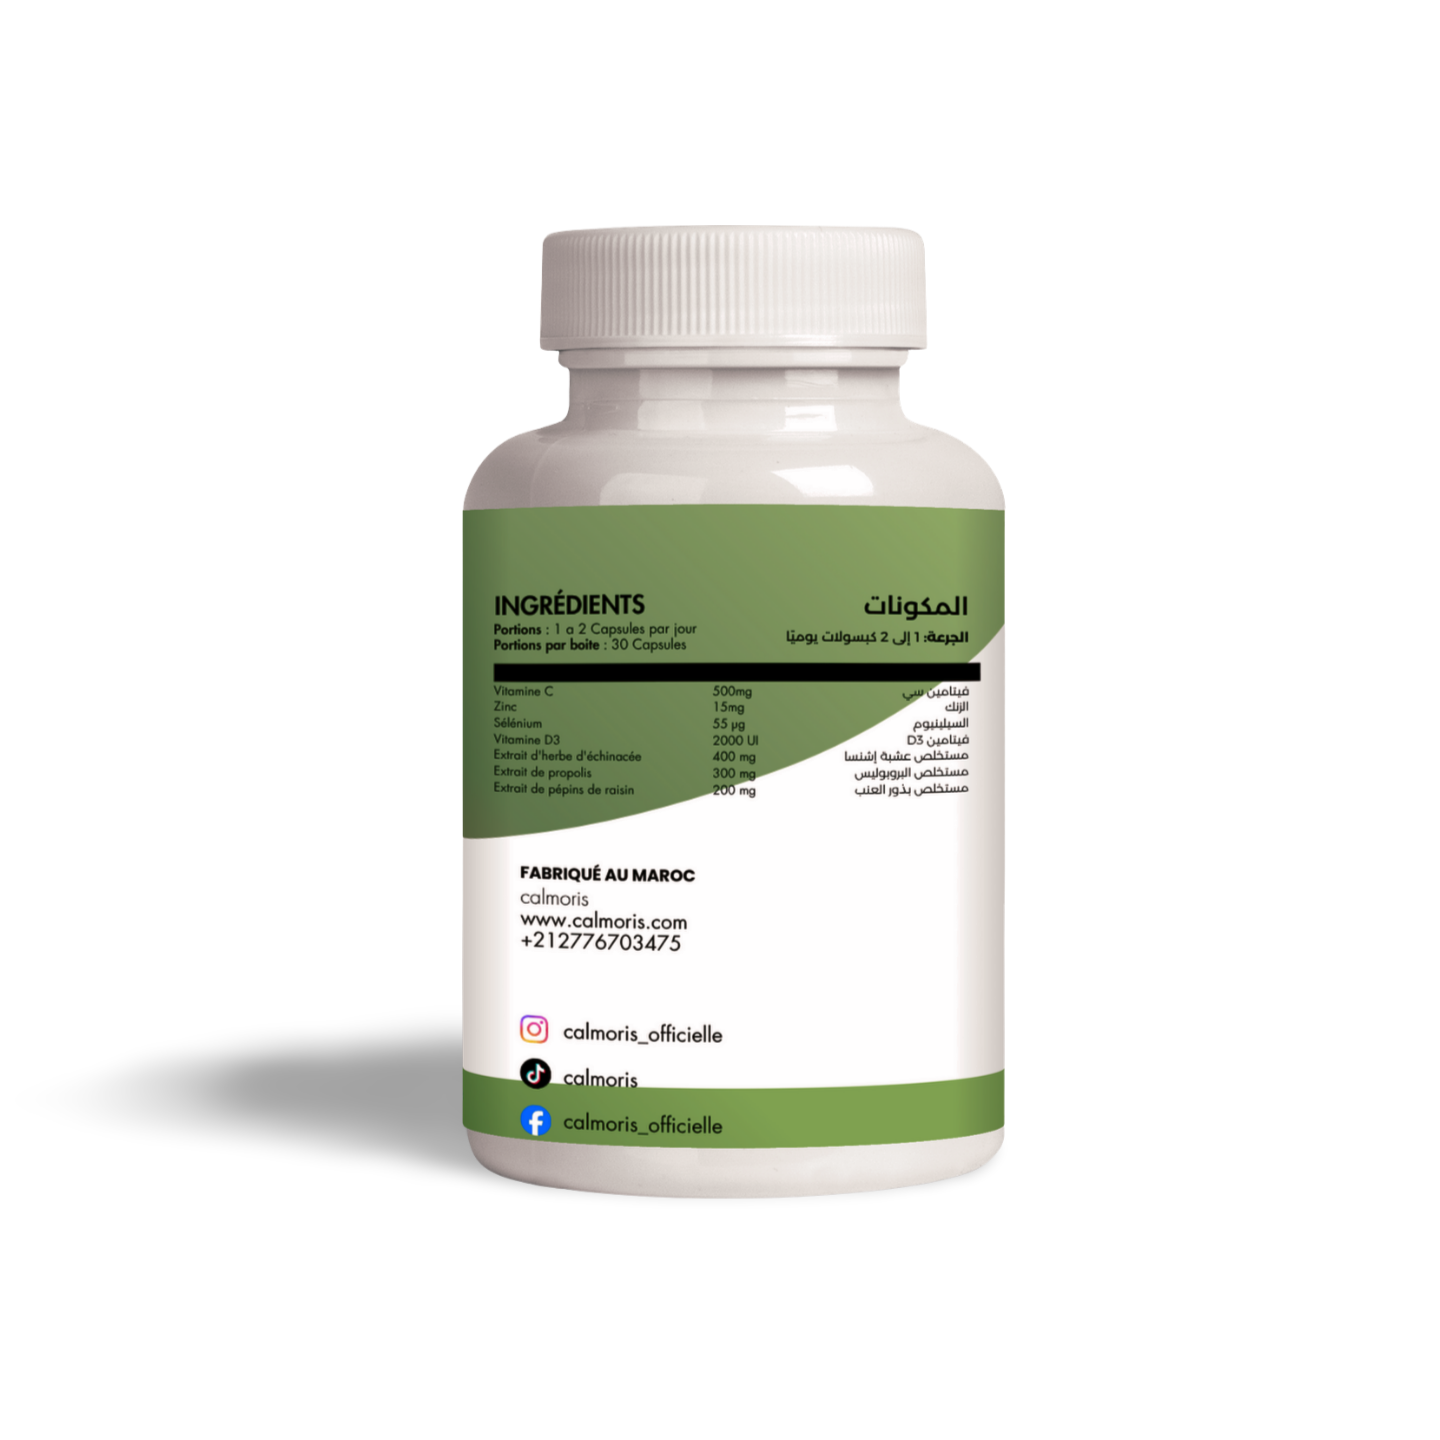 INGRÉDIENTS
المكونات
Portions : 1 a 2 Capsules par jour
الجرعة: 1 إلى 2 كبسولات يوميًا
Portions par boite : 30 Capsules
Vitamine C 500mg فيتامين سي
Zinc 15mg الزنك
Sélénium 55 µg السيلينيوم
Vitamine D3 2000 UI فيتامين D3
Extrait d'herbe d'échinacée 400 mg مستخلص عشبة إشنسا
Extrait de propolis 300 mg مستخلص البروبوليس
Extrait de pépins de raisin 200 mg مستخلص بذور العنب
FABRIQUÉ AU MAROC
calmoris
www.calmoris.com
+212776703475
calmoris_officielle
calmoris
calmoris_officielle